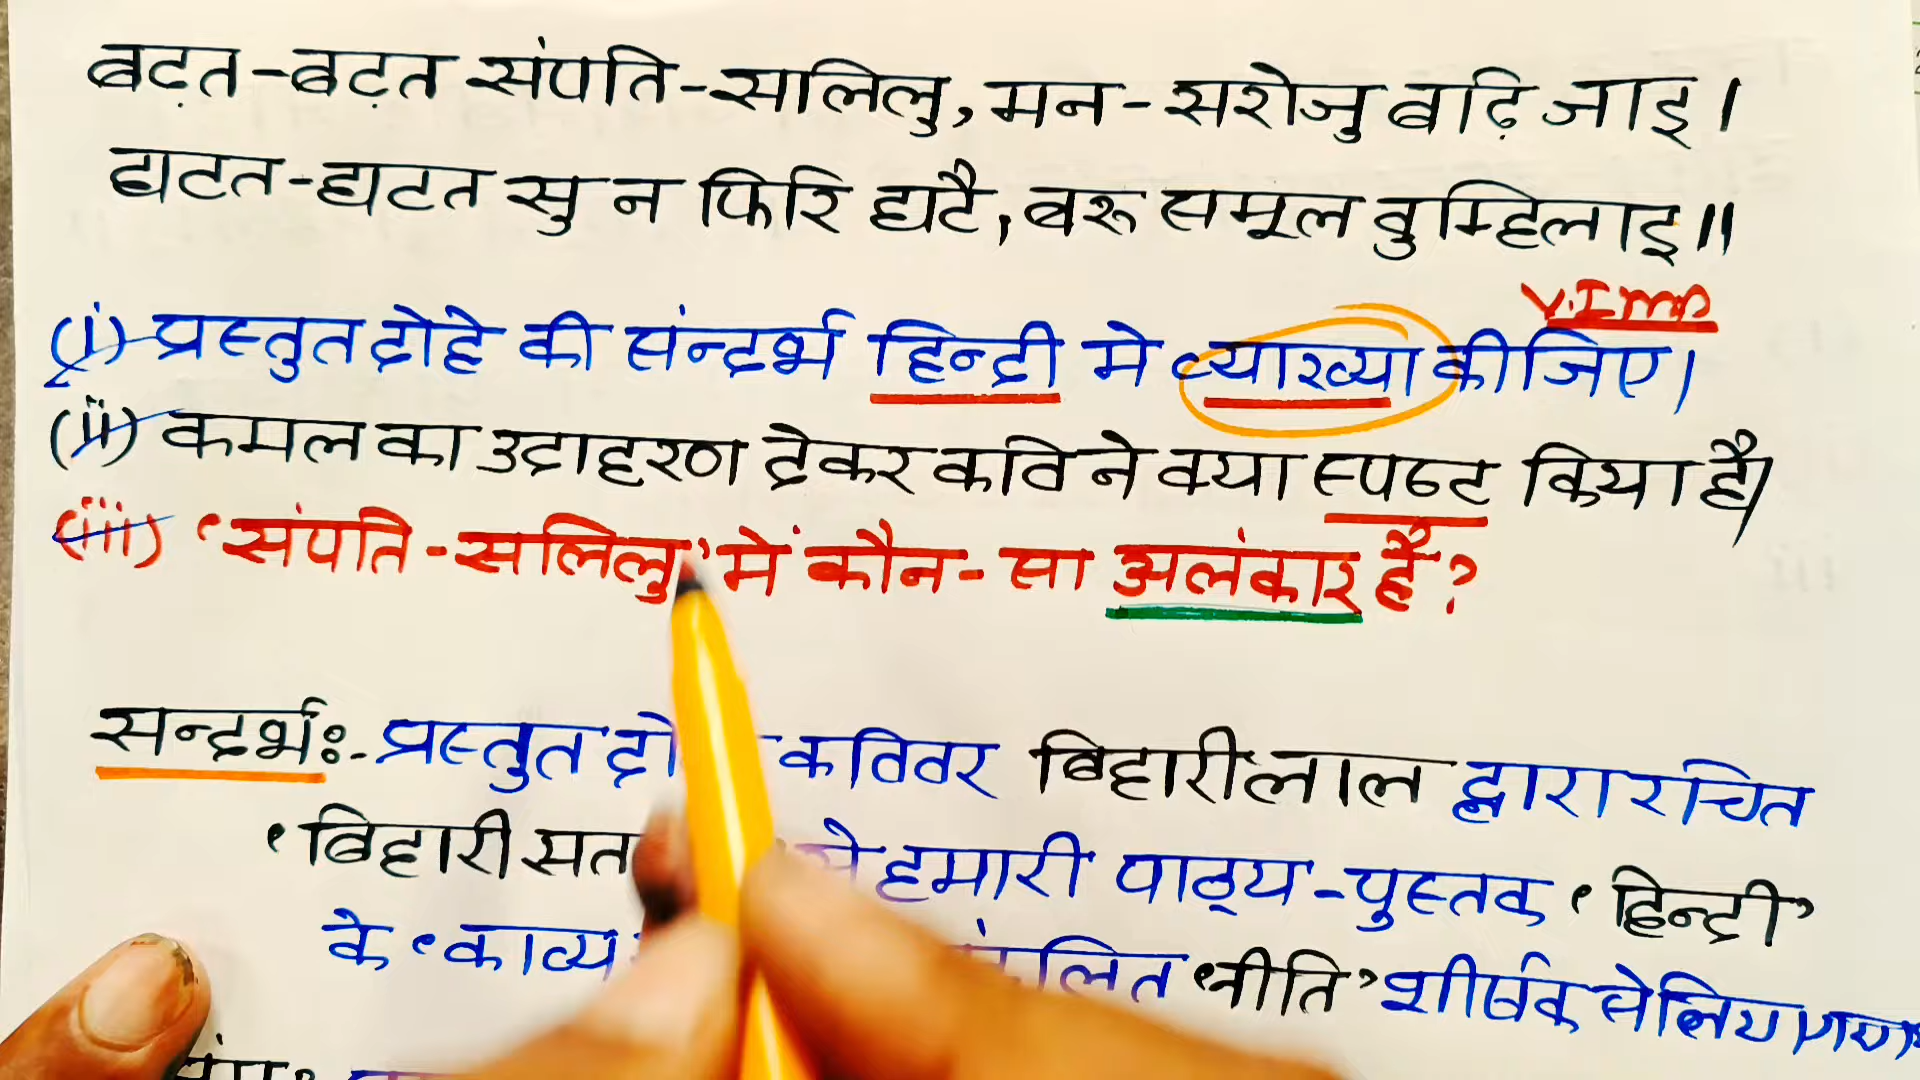 बढ़त-बढ़त संपति-सलिलु, मन-सरोजु बढ़ि जाइ।
घटत-घटत सु न फिरि घटै, बरू समूल कुम्हिलाइ॥
V.Imp
(i) प्रस्तुत दोहे की संन्दर्भ हिन्दी मे व्याख्या कीजिए।
(ii) कमल का उदाहरण देकर कवि ने क्या स्पष्ट किया है।
(iii) 'संपति-सलिलु' में कौन-सा अलंकार है?
सन्दर्भः- प्रस्तुत कविवर बिहारीलाल द्वारा रचित
'बिहारी सत हमारी पाठ्य-पुस्तक 'हिन्दी'
के 'काव्य 'नीति' शीर्षक से लिया गया